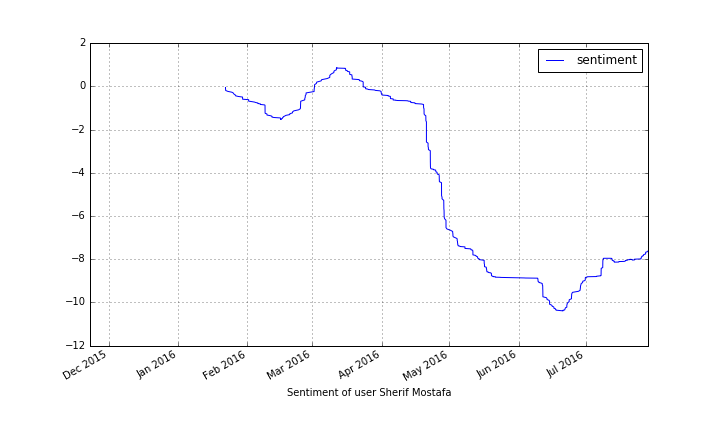 2
sentiment
0
−2
−4
−6
−8
−10
−12
Dec 2015
Jan 2016
Feb 2016
Mar 2016
Apr 2016
May 2016
Jun 2016
Jul 2016
Sentiment of user Sherif Mostafa